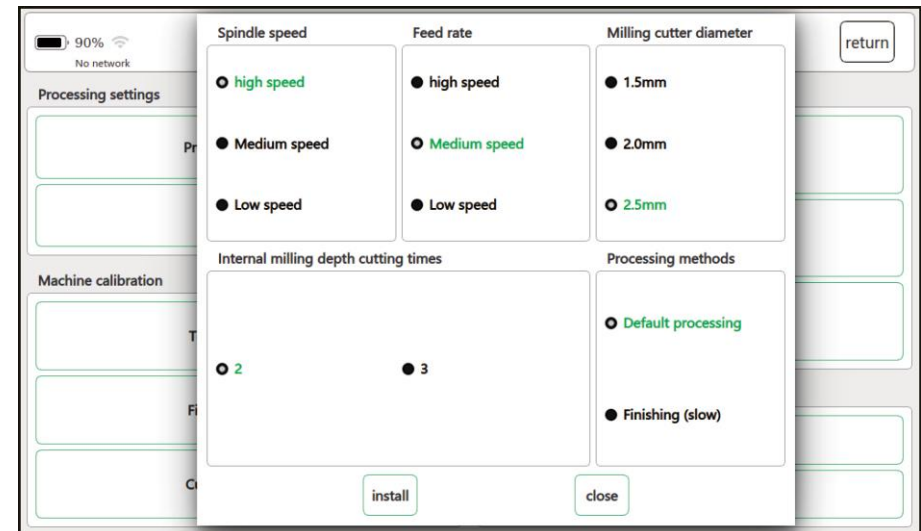 90%
No network
return
Processing settings
Pr
Machine calibration
T
Fi
Cu
Spindle speed
high speed
Medium speed
Low speed
Feed rate
high speed
Medium speed
Low speed
Milling cutter diameter
1.5mm
2.0mm
2.5mm
Internal milling depth cutting times
2
3
Processing methods
Default processing
Finishing (slow)
install
close